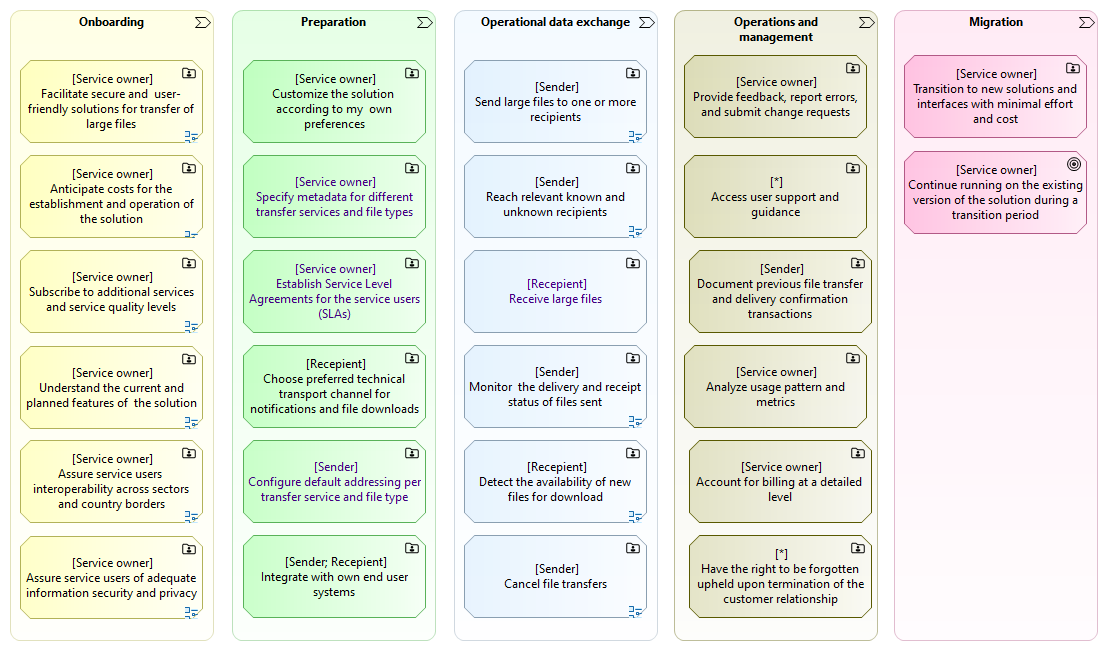 Onboarding
[Service owner]
Facilitate secure and  user-
friendly solutions for transfer of
large files
[Service owner]
Anticipate costs for the
establishment and operation of
the solution
[Service owner]
Subscribe to additional services
and service quality levels
[Service owner]
Understand the current and
planned features of  the solution
[Service owner]
Assure service users
interoperability across sectors
and country borders
[Service owner]
Assure service users of adequate
information security and privacy
Preparation
[Service owner]
Customize the solution
according to my  own
preferences
[Service owner]
Specify metadata for different
transfer services and file types
[Service owner]
Establish Service Level
Agreements for the service users
(SLAs)
[Recepient]
Choose preferred technical
transport channel for
notifications and file downloads
[Sender]
Configure default addressing per
transfer service and file type
[Sender; Recepient]
Integrate with own end user
systems
Operational data exchange
[Sender]
Send large files to one or more
recipients
[Sender]
Reach relevant known and
unknown recipients
[Recepient]
Receive large files
[Sender]
Monitor  the delivery and receipt
status of files sent
[Recepient]
Detect the availability of new
files for download
[Sender]
Cancel file transfers
Operations and
management
[Service owner]
Provide feedback, report errors,
and submit change requests
[*]
Access user support and
guidance
[Sender]
Document previous file transfer
and delivery confirmation
transactions
[Service owner]
Analyze usage pattern and
metrics
[Service owner]
Account for billing at a detailed
level
[*]
Have the right to be forgotten
upheld upon termination of the
customer relationship
Migration
[Service owner]
Transition to new solutions and
interfaces with minimal effort
and cost
[Service owner]
Continue running on the existing
version of the solution during a
transition period